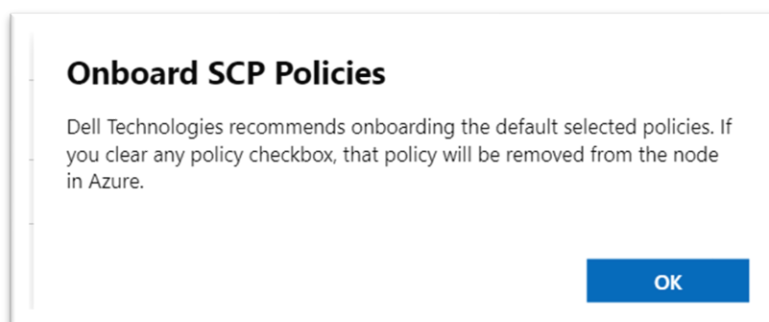 Onboard SCP Policies
Dell Technologies recommends onboarding the default selected policies. If
you clear any policy checkbox, that policy will be removed from the node
in Azure.
OK